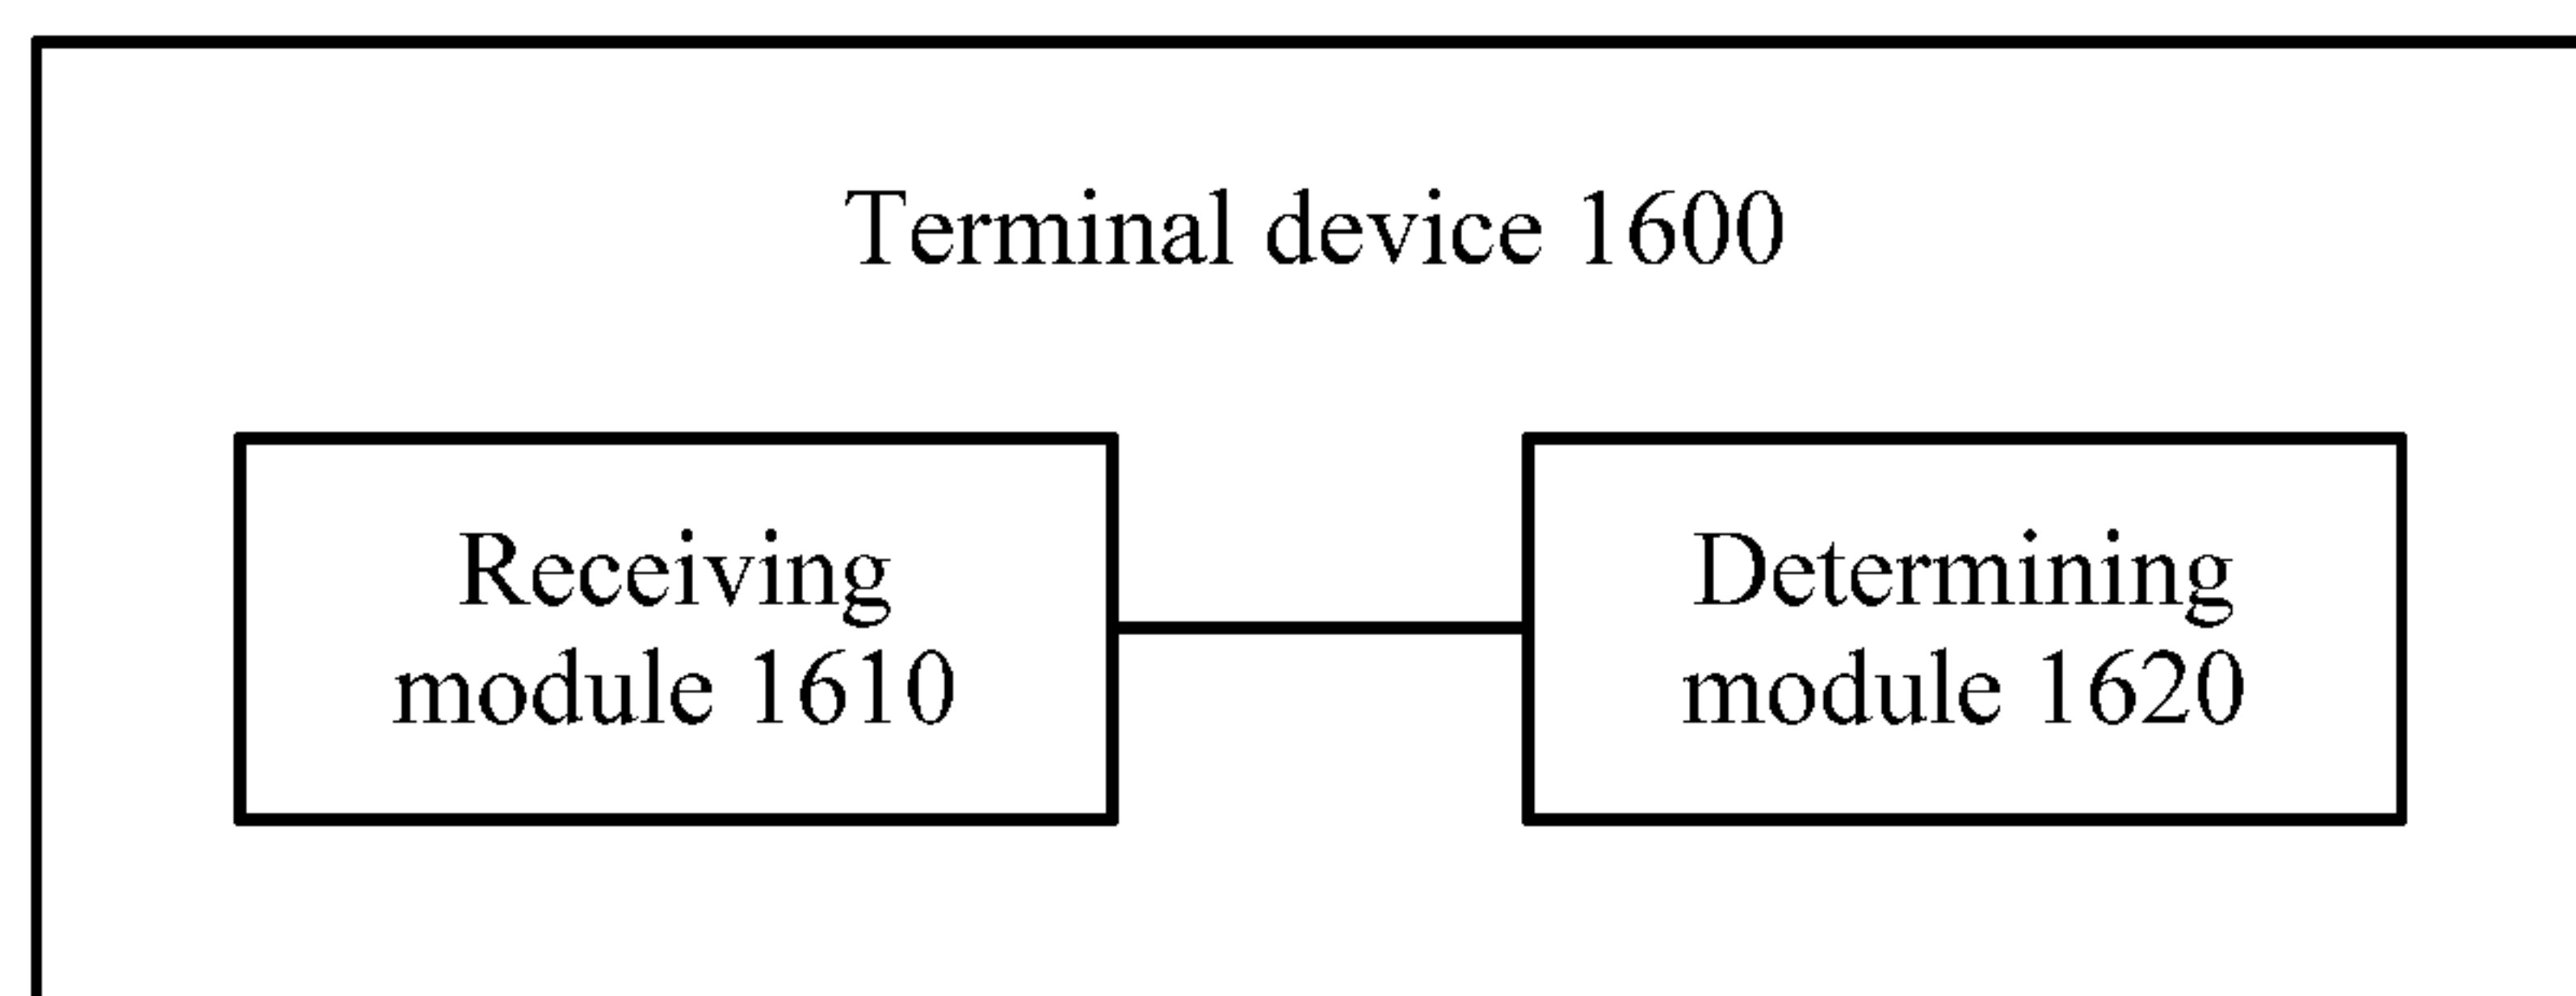 Terminal device 1600
Receiving
module 1610
Determining
module 1620